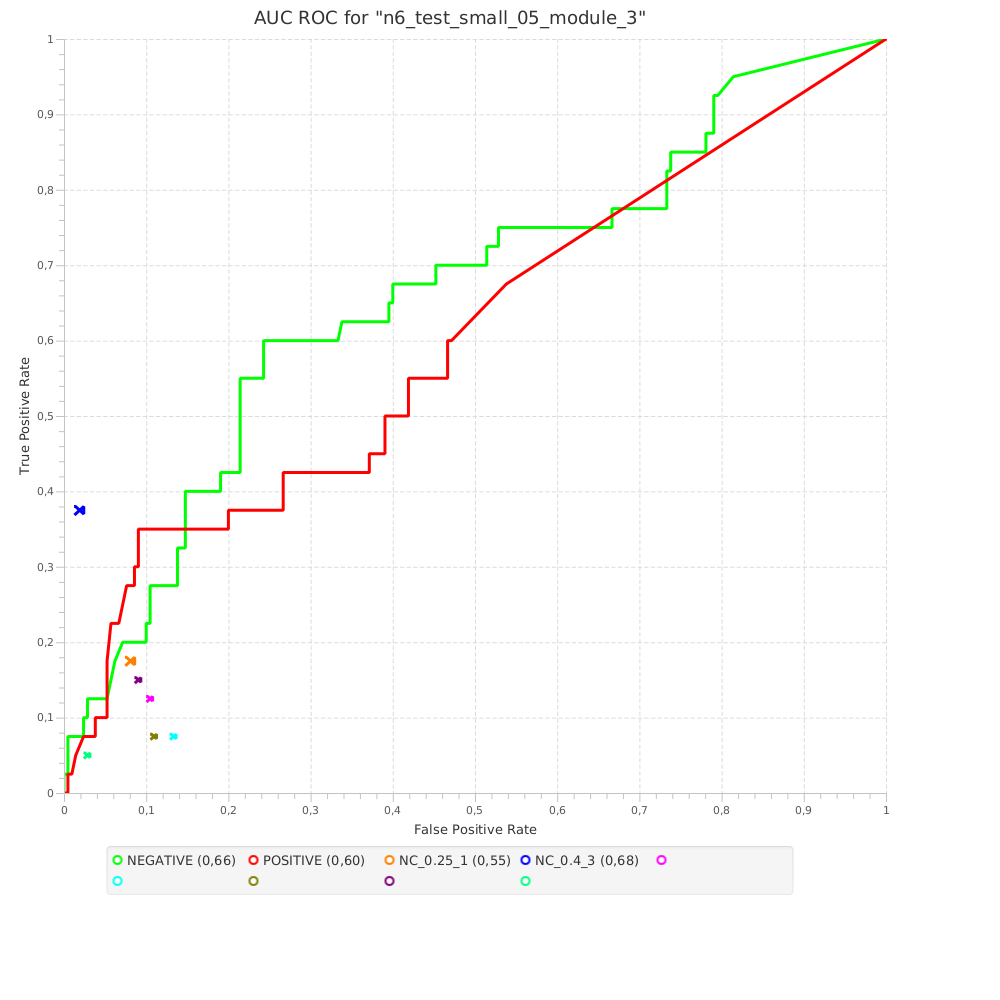 AUC ROC for "n6_test_small_05_module_3"
1
0,9
0,8
0,7
0,6
0,5
0,4
0,3
0,2
0,1
0
True Positive Rate
0 0,1 0,2 0,3 0,4 0,5 0,6 0,7 0,8 0,9 1
False Positive Rate
NEGATIVE (0,66) POSITIVE (0,60) NC_0.25_1 (0,55) NC_0.4_3 (0,68)